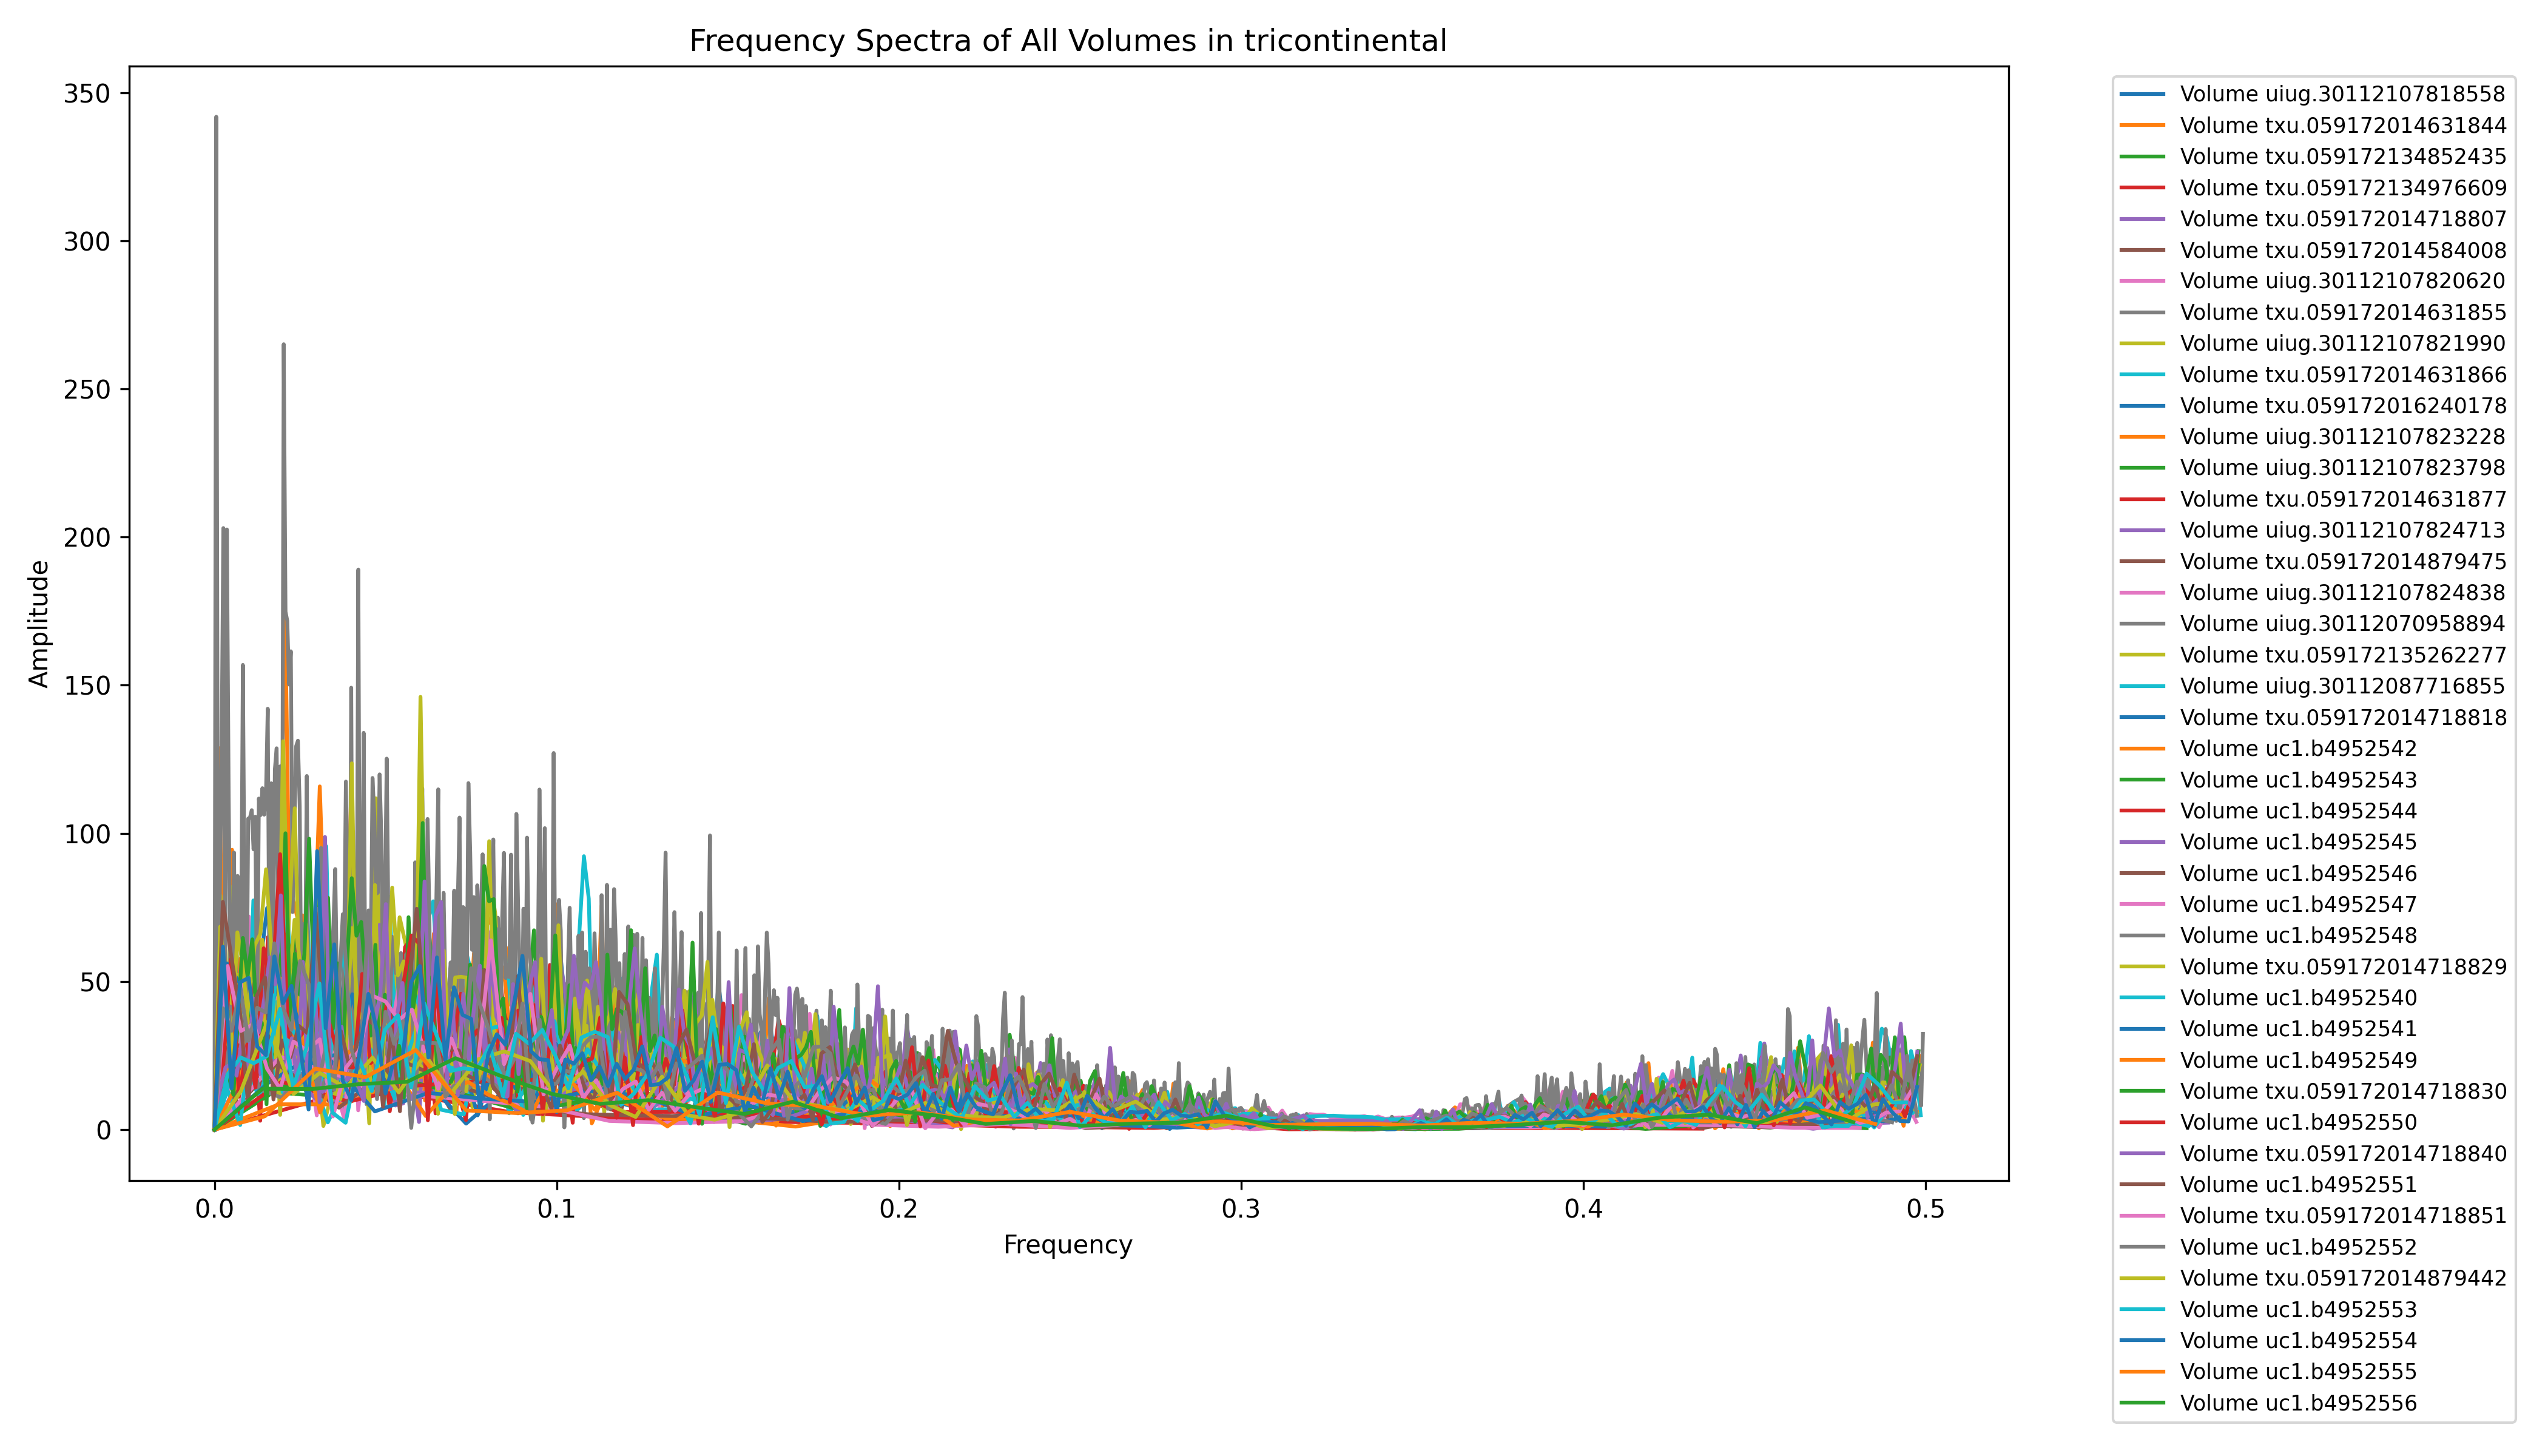 Frequency Spectra of All Volumes in tricontinental
350
300
250
200
150
100
50
0
Amplitude
0.0 0.1 0.2 0.3 0.4 0.5
Frequency
Volume uiug.30112107818558
Volume txu.059172014631844
Volume txu.059172134852435
Volume txu.059172134976609
Volume txu.059172014718807
Volume txu.059172014584008
Volume uiug.30112107820620
Volume txu.059172014631855
Volume uiug.30112107821990
Volume txu.059172014631866
Volume txu.059172016240178
Volume uiug.30112107823228
Volume uiug.30112107823798
Volume txu.059172014631877
Volume uiug.30112107824713
Volume txu.059172014879475
Volume uiug.30112107824838
Volume uiug.30112070958894
Volume txu.059172135262277
Volume uiug.30112087716855
Volume txu.059172014718818
Volume uc1.b4952542
Volume uc1.b4952543
Volume uc1.b4952544
Volume uc1.b4952545
Volume uc1.b4952546
Volume uc1.b4952547
Volume uc1.b4952548
Volume txu.059172014718829
Volume uc1.b4952540
Volume uc1.b4952541
Volume uc1.b4952549
Volume txu.059172014718830
Volume uc1.b4952550
Volume txu.059172014718840
Volume uc1.b4952551
Volume txu.059172014718851
Volume uc1.b4952552
Volume txu.059172014879442
Volume uc1.b4952553
Volume uc1.b4952554
Volume uc1.b4952555
Volume uc1.b4952556